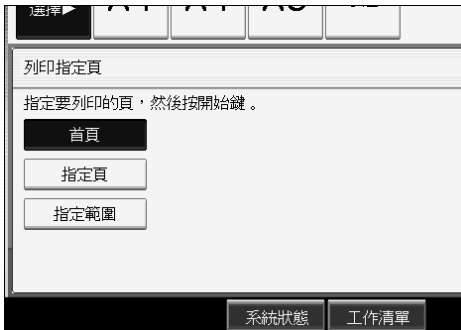 選擇►
列印指定頁
指定要列印的頁，然後按開始鍵。
首頁
指定頁
指定範圍
系統狀態 工作清單